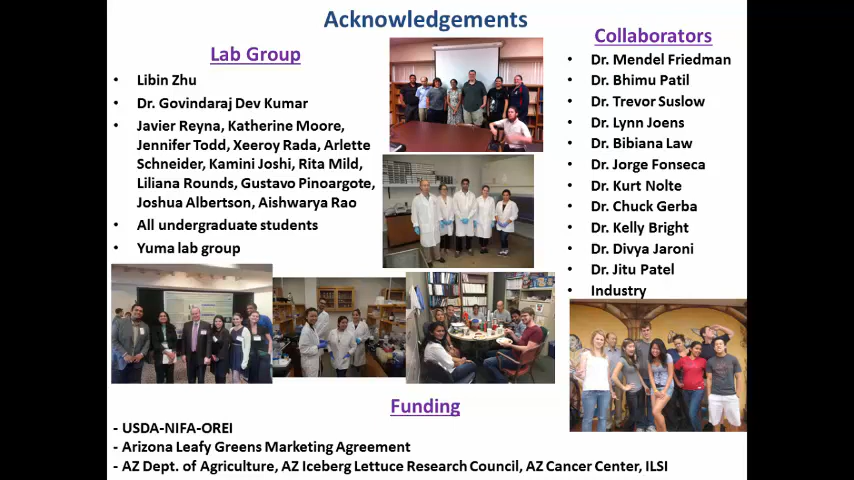 Acknowledgements
Lab Group
• Libin Zhu
• Dr. Govindaraj Dev Kumar
• Javier Reyna, Katherine Moore,
Jennifer Todd, Xeeroy Rada, Arlette
Schneider, Kamini Joshi, Rita Mild,
Liliana Rounds, Gustavo Pinoargote,
Joshua Albertson, Aishwarya Rao
• All undergraduate students
• Yuma lab group
Collaborators
• Dr. Mendel Friedman
• Dr. Bhimu Patil
• Dr. Trevor Suslow
• Dr. Lynn Joens
• Dr. Bibiana Law
• Dr. Jorge Fonseca
• Dr. Kurt Nolte
• Dr. Chuck Gerba
• Dr. Kelly Bright
• Dr. Divya Jaroni
• Dr. Jitu Patel
• Industry
Funding
- USDA-NIFA-OREI
- Arizona Leafy Greens Marketing Agreement
- AZ Dept. of Agriculture, AZ Iceberg Lettuce Research Council, AZ Cancer Center, ILSI